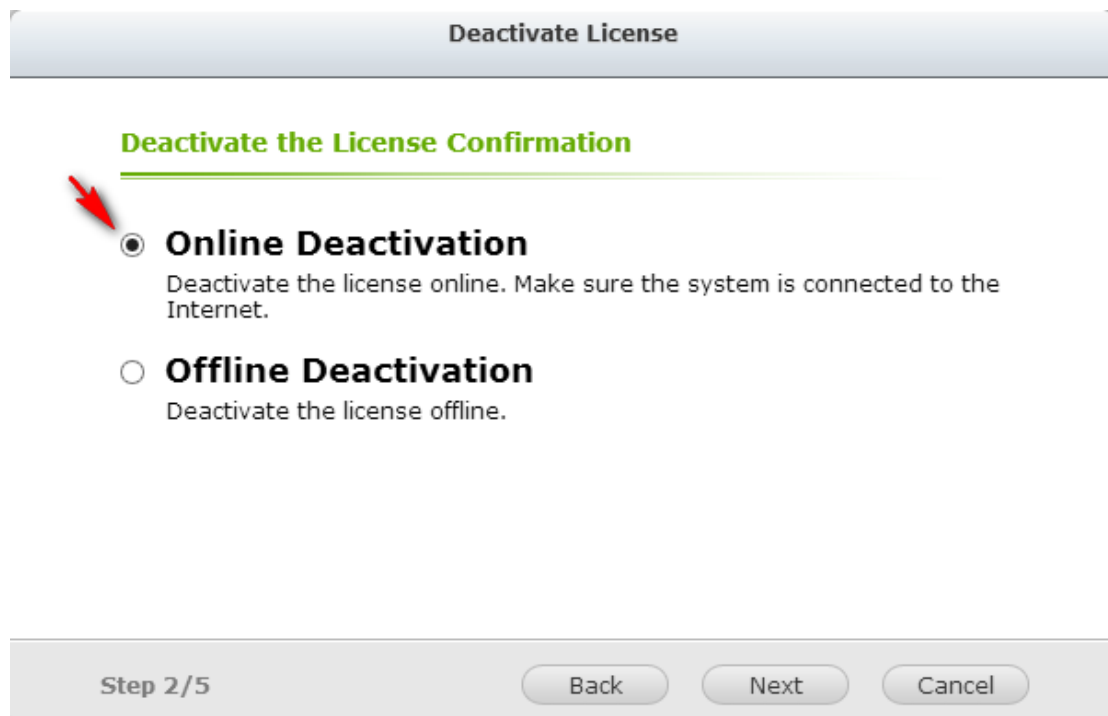 Deactivate License
Deactivate the License Confirmation
Online Deactivation
Deactivate the license online. Make sure the system is connected to the
Internet.
Offline Deactivation
Deactivate the license offline.
Step 2/5
Back
Next
Cancel